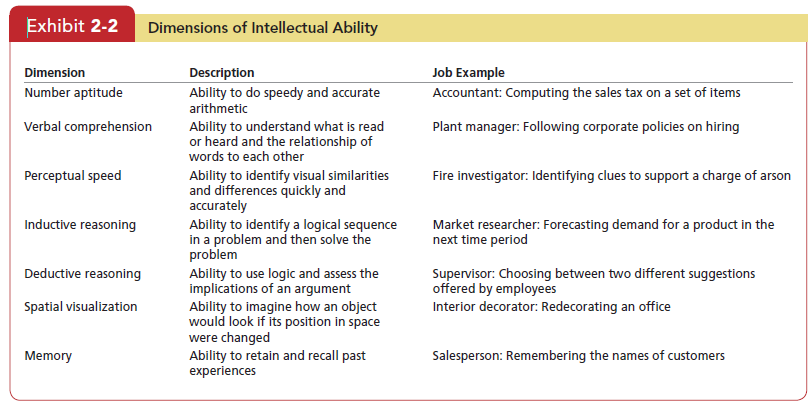 Exhibit 2-2 Dimensions of Intellectual Ability
Dimension Description Job Example
Number aptitude Ability to do speedy and accurate Accountant: Computing the sales tax on a set of items
arithmetic
Verbal comprehension Ability to understand what is read Plant manager: Following corporate policies on hiring
or heard and the relationship of
words to each other
Perceptual speed Ability to identify visual similarities Fire investigator: Identifying clues to support a charge of arson
and differences quickly and
accurately
Inductive reasoning Ability to identify a logical sequence Market researcher: Forecasting demand for a product in the
in a problem and then solve the next time period
problem
Deductive reasoning Ability to use logic and assess the Supervisor: Choosing between two different suggestions
implications of an argument offered by employees
Spatial visualization Ability to imagine how an object Interior decorator: Redecorating an office
would look if its position in space
were changed
Memory Ability to retain and recall past Salesperson: Remembering the names of customers
experiences